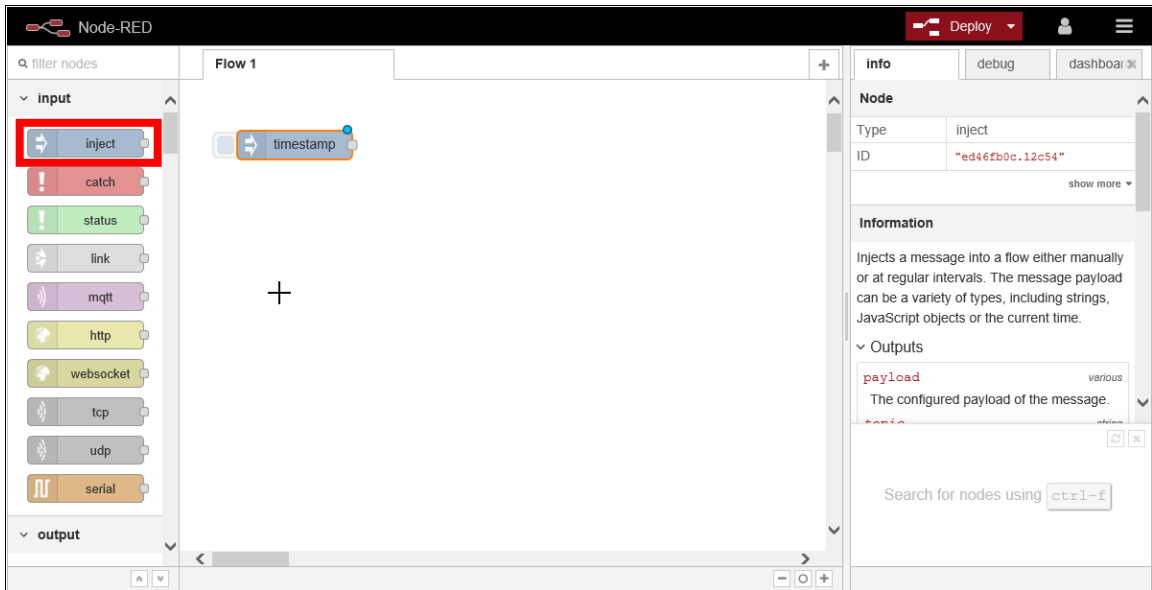 Node-RED
Deploy
filter nodes
Flow 1
info
debug
dashboar
input
inject
catch
status
link
mqtt
http
websocket
tcp
udp
serial
output
timestamp
Node
Type inject
ID "ed46fb0c.12c54"
show more
Information
Injects a message into a flow either manually
or at regular intervals. The message payload
can be a variety of types, including strings,
JavaScript objects or the current time.
Outputs
payload various
The configured payload of the message.
topic string
Search for nodes using ctrl-f